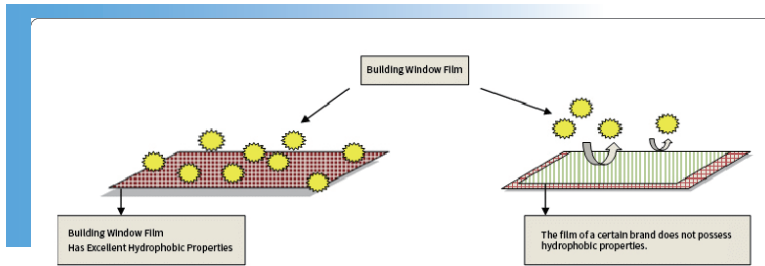 Building Window Film
Building Window Film
Has Excellent Hydrophobic Properties
The film of a certain brand does not possess
hydrophobic properties.